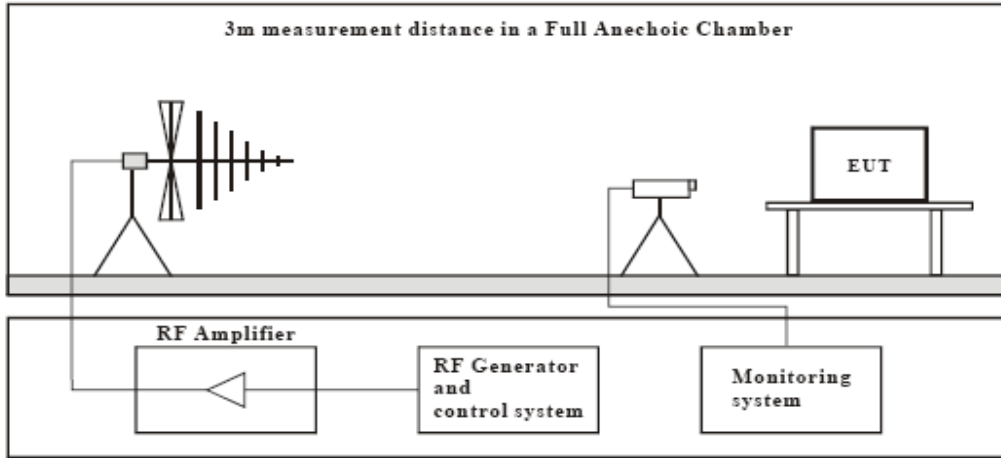 3m measurement distance in a Full Anechoic Chamber
EUT
RF Amplifier
RF Generator
and
control system
Monitoring
system